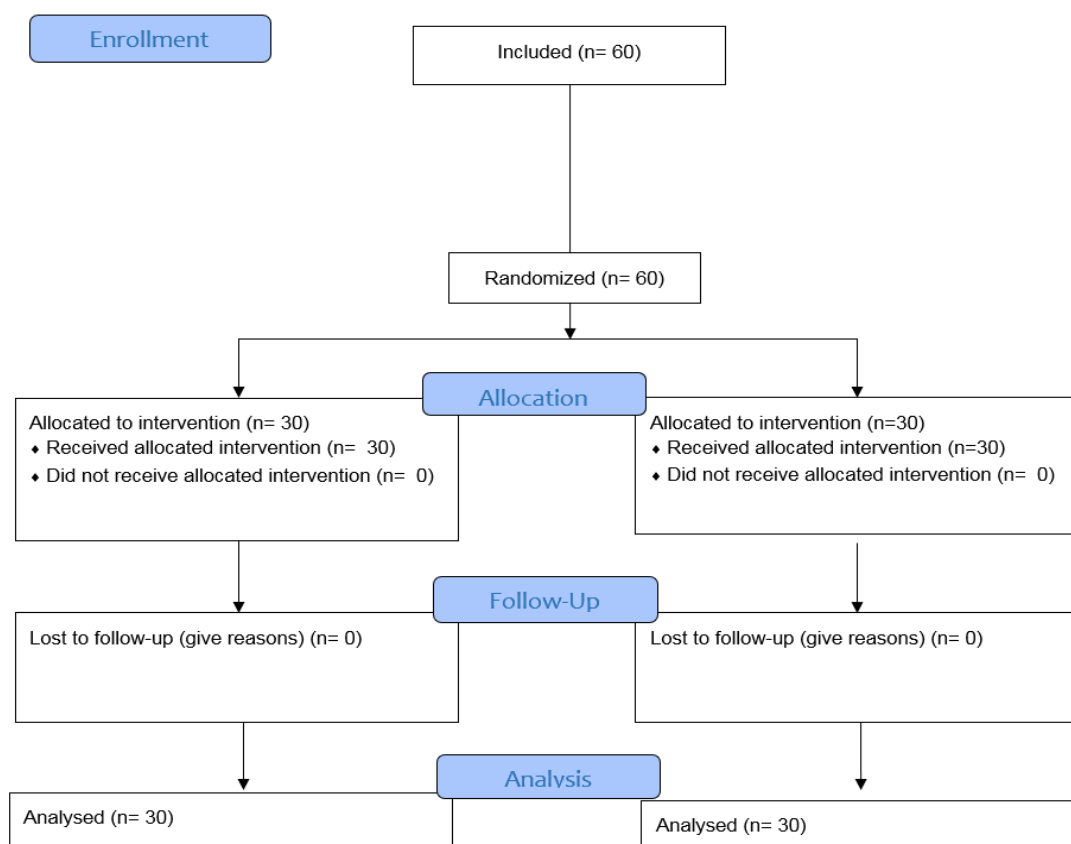 Enrollment
Included (n= 60)
Randomized (n= 60)
Allocation
Allocated to intervention (n= 30)
♦ Received allocated intervention (n=  30)
♦ Did not receive allocated intervention (n=  0)
Allocated to intervention (n=30)
♦ Received allocated intervention (n=30)
♦ Did not receive allocated intervention (n=  0)
Follow-Up
Lost to follow-up (give reasons) (n= 0)
Lost to follow-up (give reasons) (n= 0)
Analysis
Analysed (n= 30)
Analysed (n= 30)